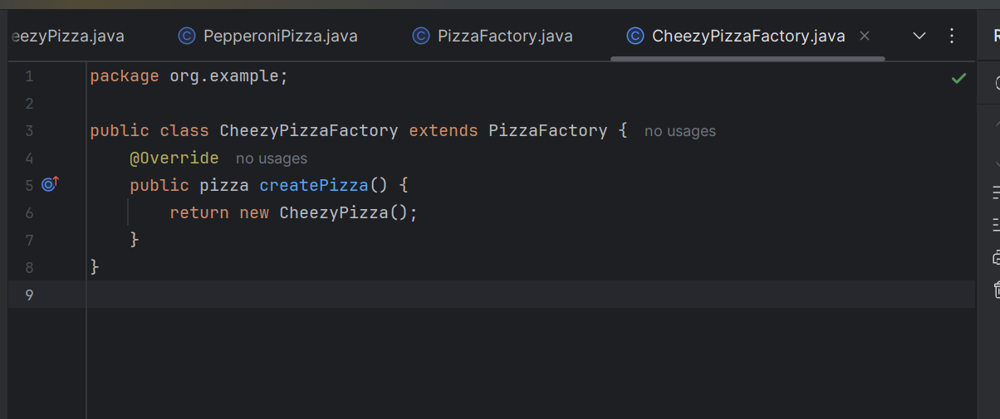 eezyPizza.java PepperoniPizza.java PizzaFactory.java CheezyPizzaFactory.java
1 package org.example;
2
3 public class CheezyPizzaFactory extends PizzaFactory { no usages
4 @Override no usages
5 public pizza createPizza() {
6 return new CheezyPizza();
7 }
8 }
9